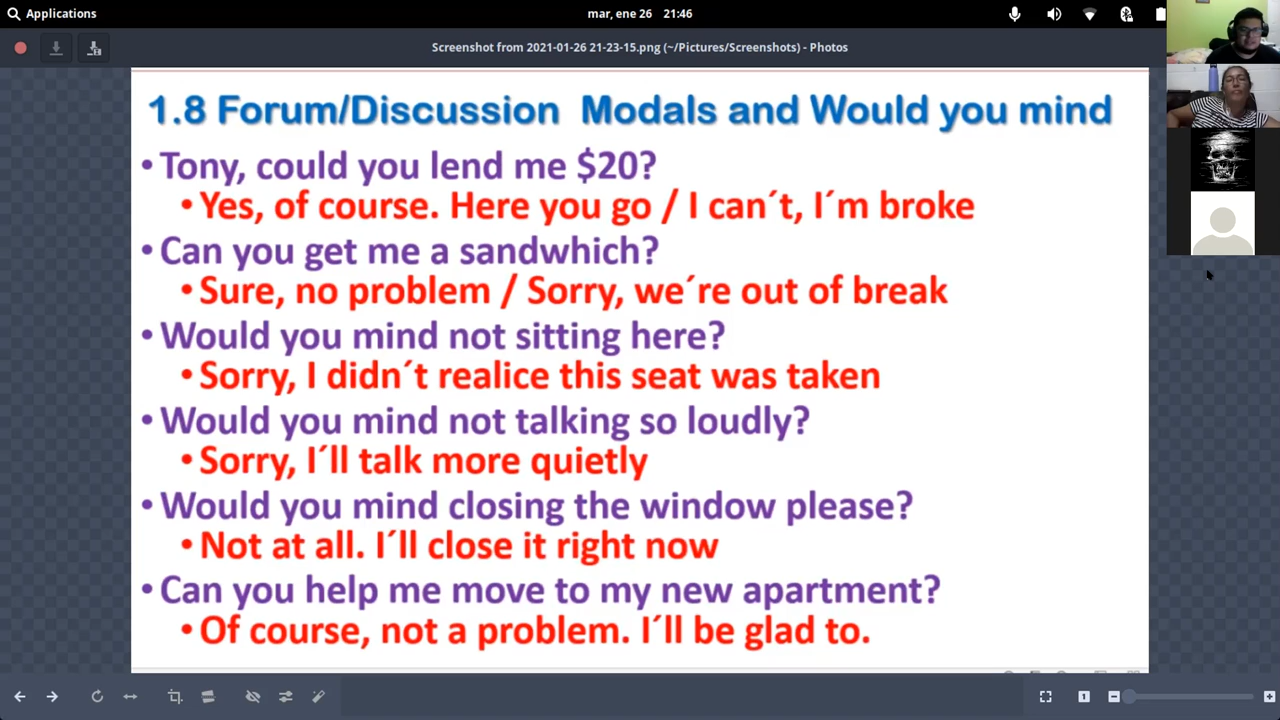 Applications
mar, ene 26 21:46
Screenshot from 2021-01-26 21-23-15.png (~/Pictures/Screenshots) - Photos
1.8 Forum/Discussion Modals and Would you mind
• Tony, could you lend me $20?
• Yes, of course. Here you go / I can´t, I´m broke
• Can you get me a sandwhich?
• Sure, no problem / Sorry, we´re out of break
• Would you mind not sitting here?
• Sorry, I didn´t realice this seat was taken
• Would you mind not talking so loudly?
• Sorry, I´ll talk more quietly
• Would you mind closing the window please?
• Not at all. I´ll close it right now
• Can you help me move to my new apartment?
• Of course, not a problem. I´ll be glad to.
1